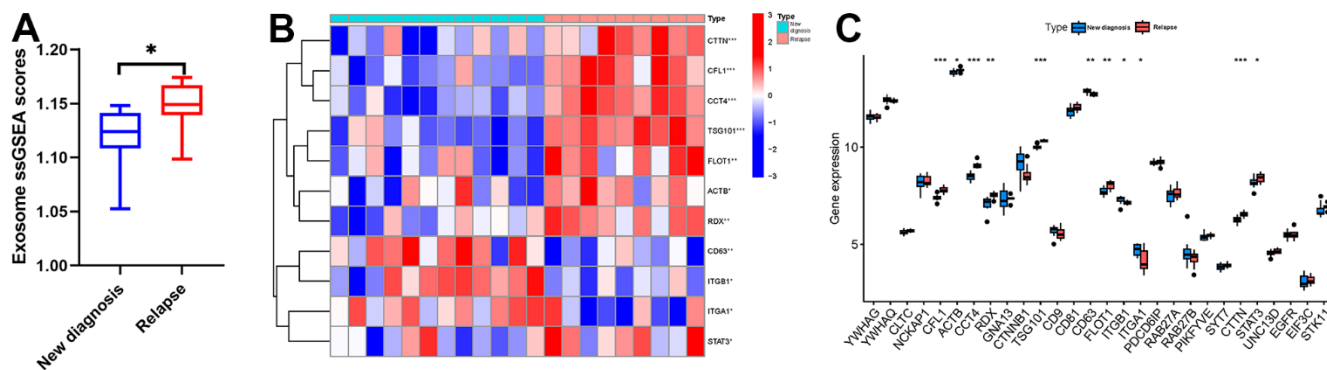 A
Exosome ssGSEA scores
1.20
1.15
1.10
1.05
1.00
*
New diagnosis
Relapse
B
Type
CTTN***
CFL1***
CCT4***
TSG101***
FLOT1**
ACTB*
RDX**
CD63**
ITGB1*
ITGA1*
STAT3*
3
2
1
0
-1
-2
-3
Type
New
dignosis
Relapse
C
Type New diagnosis Relapse
Gene expression
10
5
*** * *** ** *** ** ** * * *** *
YWHAG
YWHAQ
CLTC
NCKAP1
CFL1
ACTB
CCT4
RDX
GNA13
CTNNB1
TSG101
CD9
CD81
CD63
FLOT1
ITGB1
ITGA1
PDCD6IP
RAB27A
RAB27B
PIKFYVE
SYT7
CTTN
STAT3
UNC13D
EGFR
EIF3C
STK11